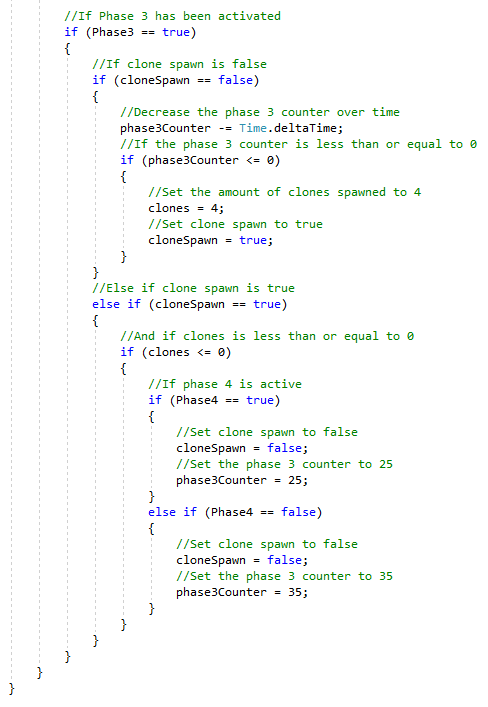 //If Phase 3 has been activated
if (Phase3 == true)
{
//If clone spawn is false
if (cloneSpawn == false)
{
//Decrease the phase 3 counter over time
phase3Counter -= Time.deltaTime;
//If the phase 3 counter is less than or equal to 0
if (phase3Counter <= 0)
{
//Set the amount of clones spawned to 4
clones = 4;
//Set clone spawn to true
cloneSpawn = true;
}
}
//Else if clone spawn is true
else if (cloneSpawn == true)
{
//And if clones is less than or equal to 0
if (clones <= 0)
{
//If phase 4 is active
if (Phase4 == true)
{
//Set clone spawn to false
cloneSpawn = false;
//Set the phase 3 counter to 25
phase3Counter = 25;
}
else if (Phase4 == false)
{
//Set clone spawn to false
cloneSpawn = false;
//Set the phase 3 counter to 35
phase3Counter = 35;
}
}
}
}
}
}